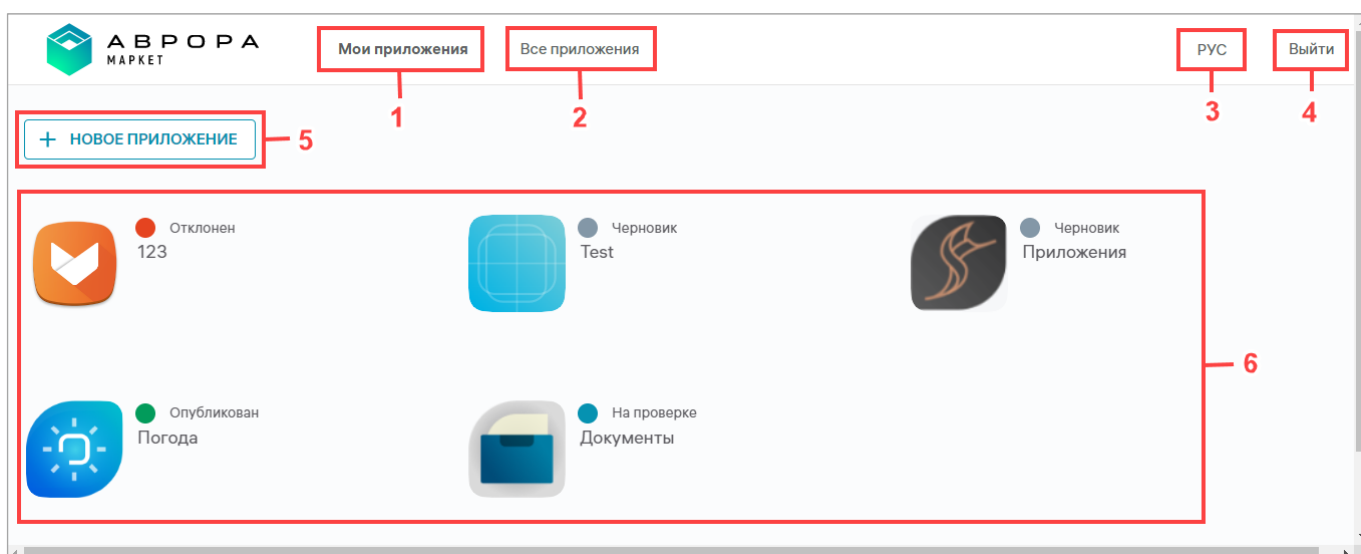 АВРОРА
МАРКЕТ
Мои приложения
Все приложения
РУС
Выйти
1
2
3
4
+ НОВОЕ ПРИЛОЖЕНИЕ
5
Отклонен
123
Черновик
Test
Черновик
Приложения
6
Опубликован
Погода
На проверке
Документы